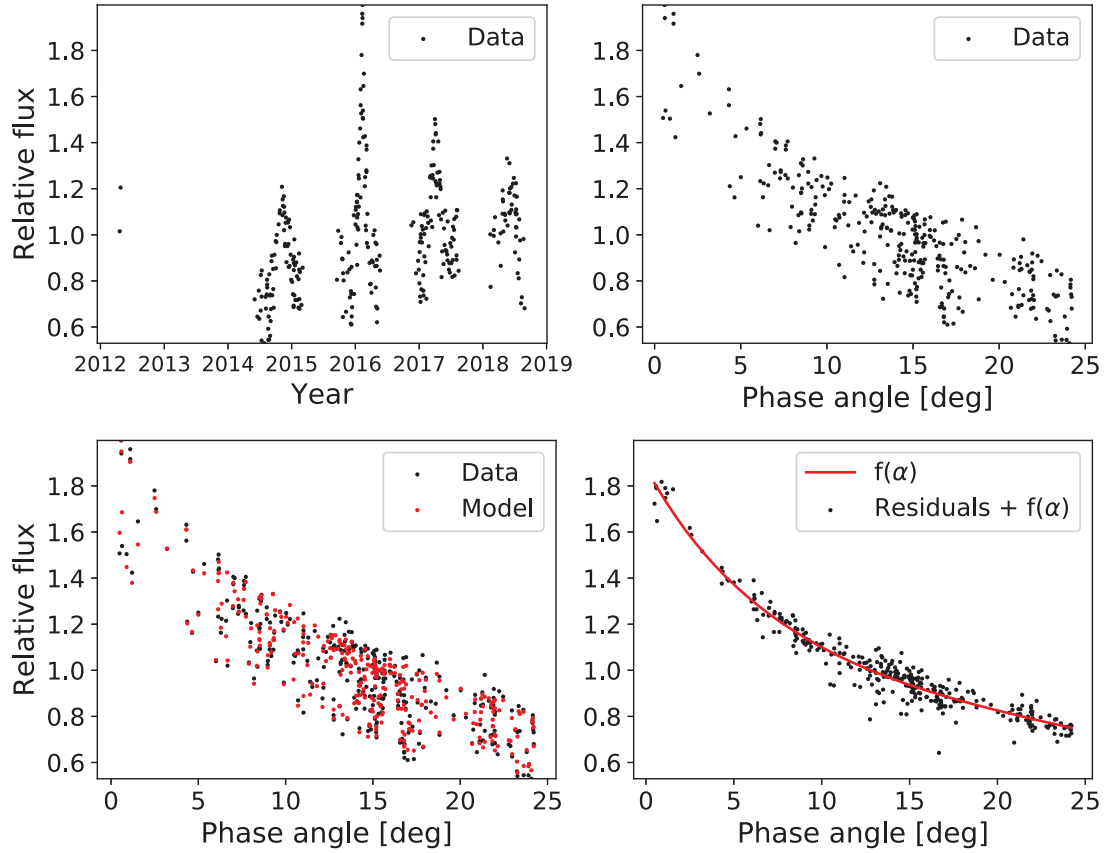 Data
Relative flux
1.8
1.6
1.4
1.2
1.0
0.8
0.6
2012 2013 2014 2015 2016 2017 2018 2019
Year
Data
1.8
1.6
1.4
1.2
1.0
0.8
0.6
0 5 10 15 20 25
Phase angle [deg]
Data
Model
Relative flux
1.8
1.6
1.4
1.2
1.0
0.8
0.6
0 5 10 15 20 25
Phase angle [deg]
f(α)
Residuals + f(α)
1.8
1.6
1.4
1.2
1.0
0.8
0.6
0 5 10 15 20 25
Phase angle [deg]